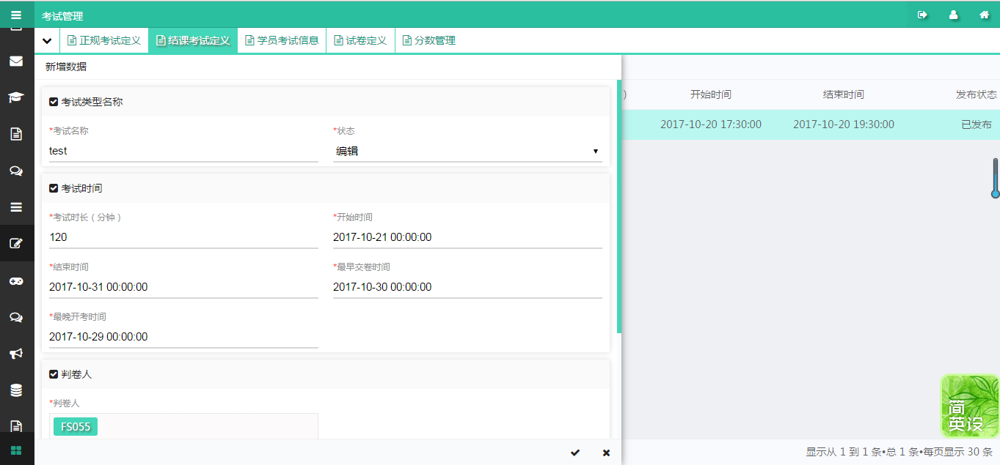 考试管理
正规考试定义 结课考试定义 学员考试信息 试卷定义 分数管理
新增数据
考试类型名称
*考试名称 *状态
test 编辑
考试时间
*考试时长（分钟） *开始时间
120 2017-10-21 00:00:00
*结束时间 *最早交卷时间
2017-10-31 00:00:00 2017-10-30 00:00:00
*最晚开考时间
2017-10-29 00:00:00
判卷人
*判卷人
FS055
) 开始时间 结束时间 发布状态
2017-10-20 17:30:00 2017-10-20 19:30:00 已发布
简
英设
显示从 1 到 1 条•总 1 条•每页显示 30 条